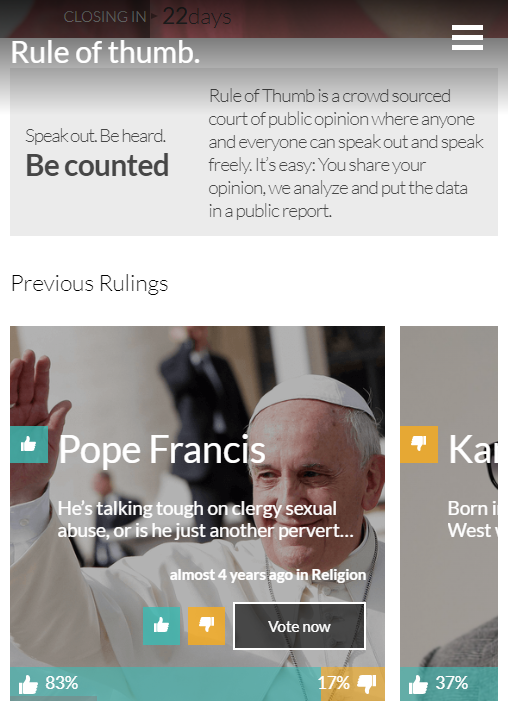 CLOSING IN 22days
Rule of thumb.
Speak out. Be heard.
Be counted
Rule of Thumb is a crowd sourced
court of public opinion where anyone
and everyone can speak out and speak
freely. It’s easy: You share your
opinion, we analyze and put the data
in a public report.
Previous Rulings
Pope Francis
He’s talking tough on clergy sexual
abuse, or is he just another pervert...
almost 4 years ago in Religion
Vote now
83%
17%
Born
West
37%